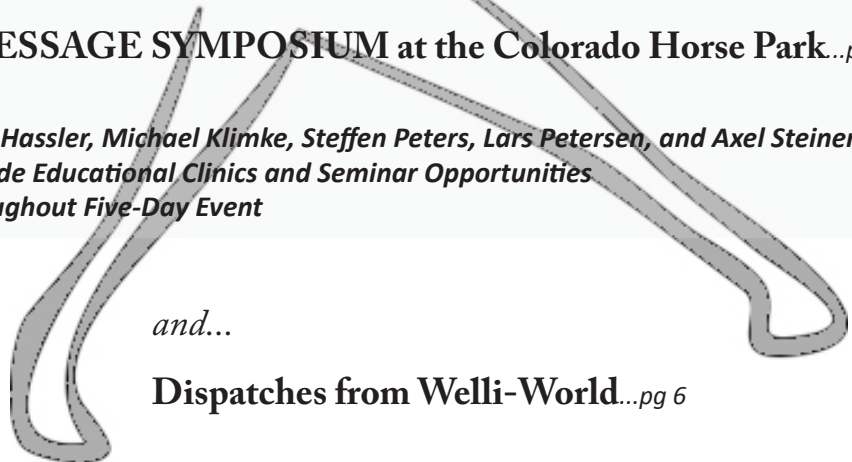 ESSAGE SYMPOSIUM at the Colorado Horse Park...p
Hassler, Michael Klimke, Steffen Peters, Lars Petersen, and Axel Steiner
de Educational Clinics and Seminar Opportunities
ughout Five-Day Event
and...
Dispatches from Welli-World...pg 6